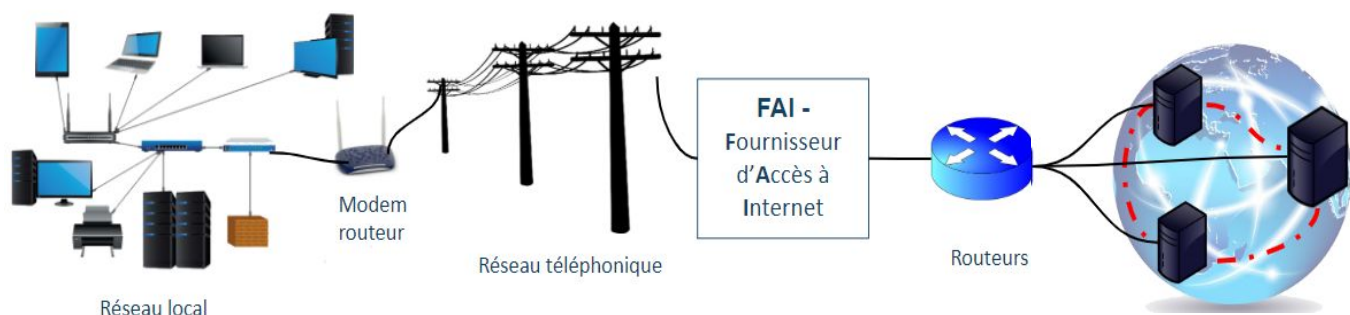 Réseau local
Modem
routeur
Réseau téléphonique
FAI -
Fournisseur
d'Accès à
Internet
Routeurs